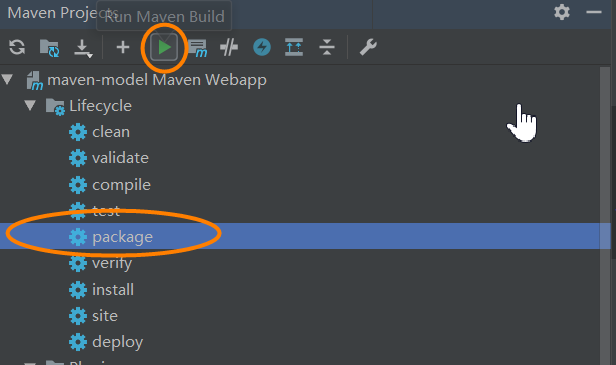 Maven Projects
Run Maven Build
maven-model Maven Webapp
Lifecycle
clean
validate
compile
test
package
verify
install
site
deploy